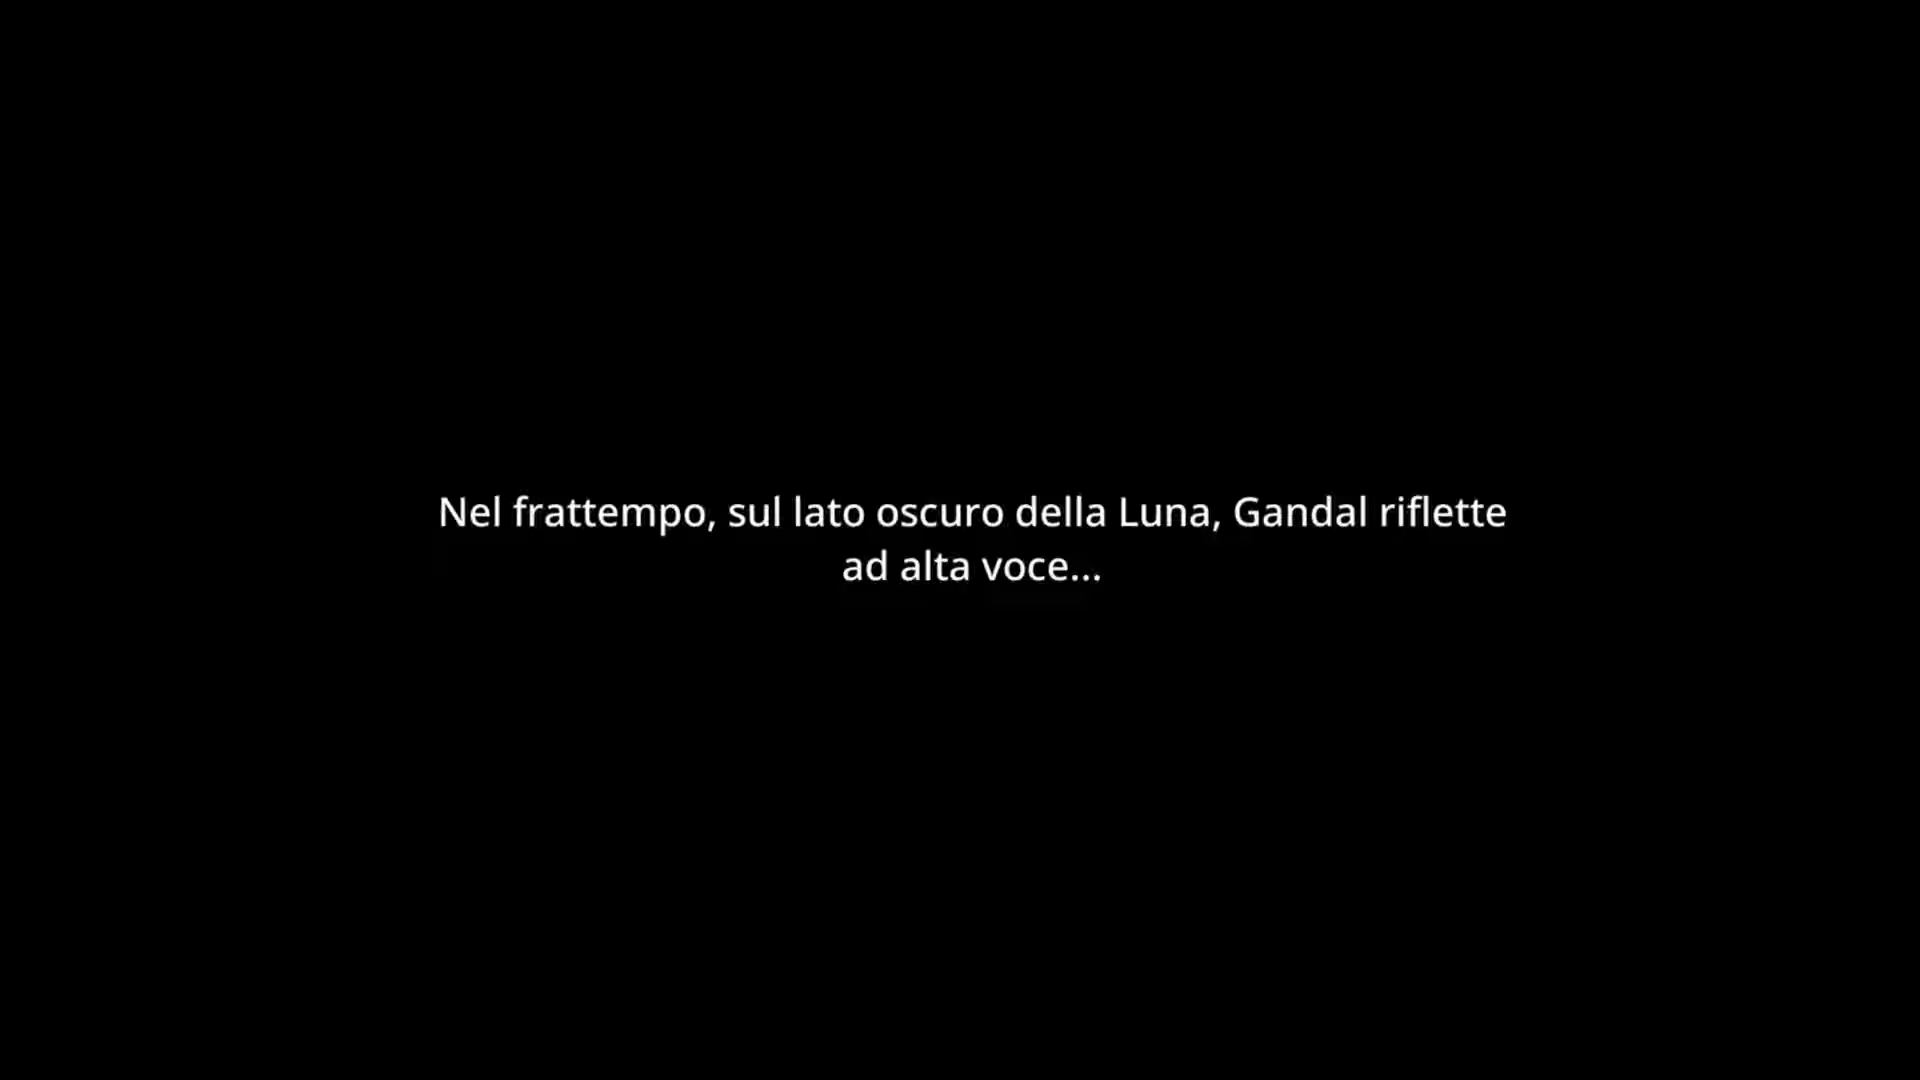 Nel frattempo, sul lato oscuro della Luna, Gandal riflette
ad alta voce...